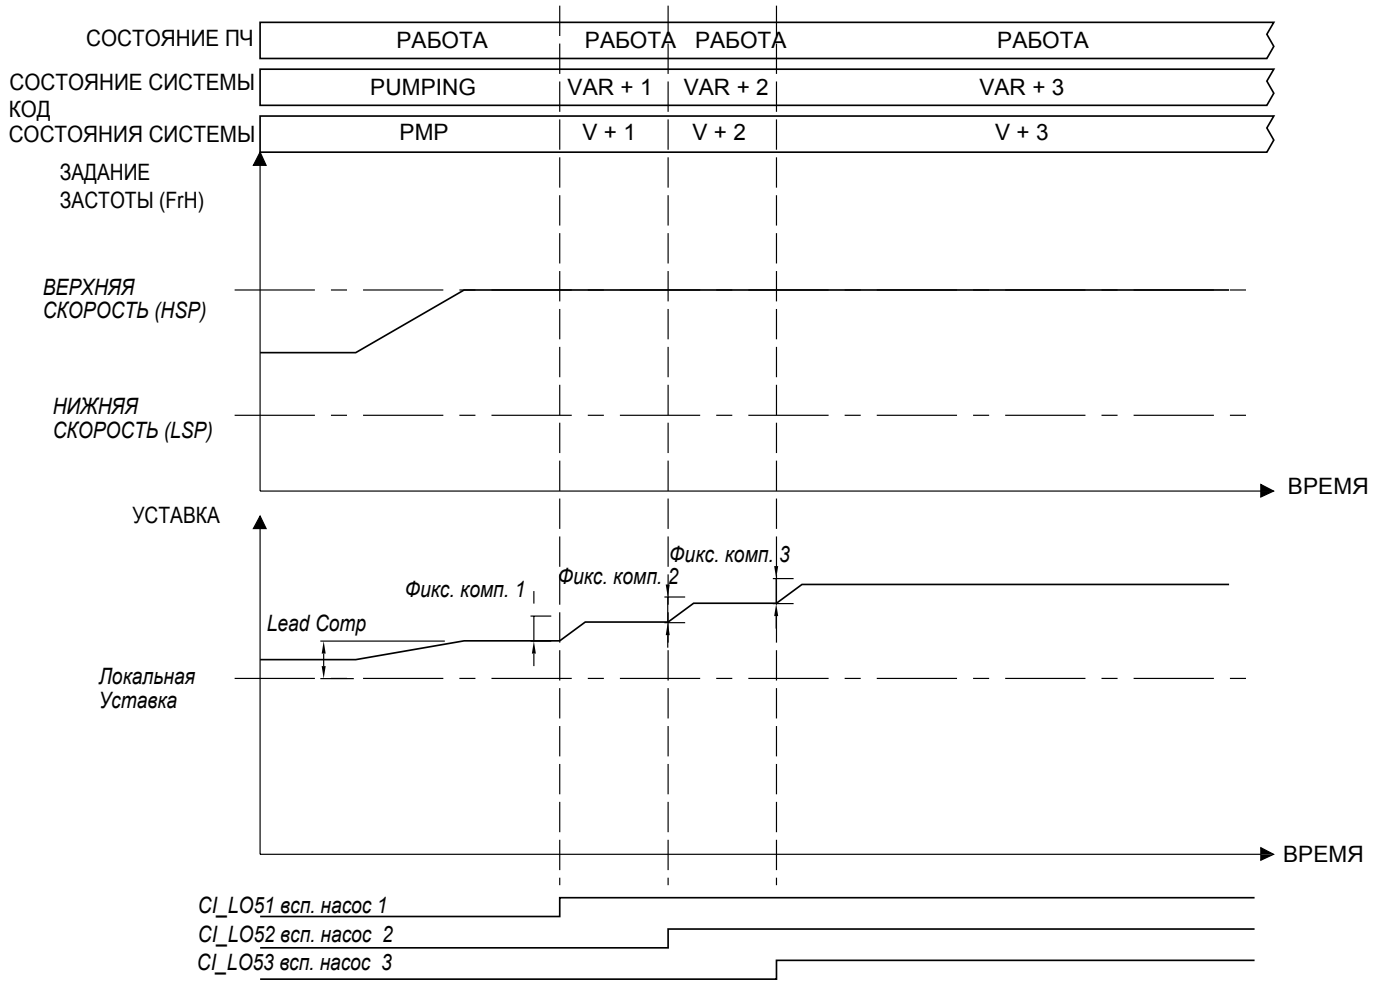 СОСТОЯНИЕ ПЧ РАБОТА РАБОТА РАБОТА РАБОТА
СОСТОЯНИЕ СИСТЕМЫ PUMPING VAR + 1 VAR + 2 VAR + 3
КОД
СОСТОЯНИЯ СИСТЕМЫ PMP V + 1 V + 2 V + 3
ЗАДАНИЕ
ЗАСТОТЫ (FrH)
ВЕРХНЯЯ
СКОРОСТЬ (HSP)
НИЖНЯЯ
СКОРОСТЬ (LSP)
ВРЕМЯ
УСТАВКА
Фикс. комп. 3
Фикс. комп. 2
Фикс. комп. 1
Lead Comp
Локальная
Уставка
ВРЕМЯ
CI_LO51 всп. насос 1
CI_LO52 всп. насос 2
CI_LO53 всп. насос 3